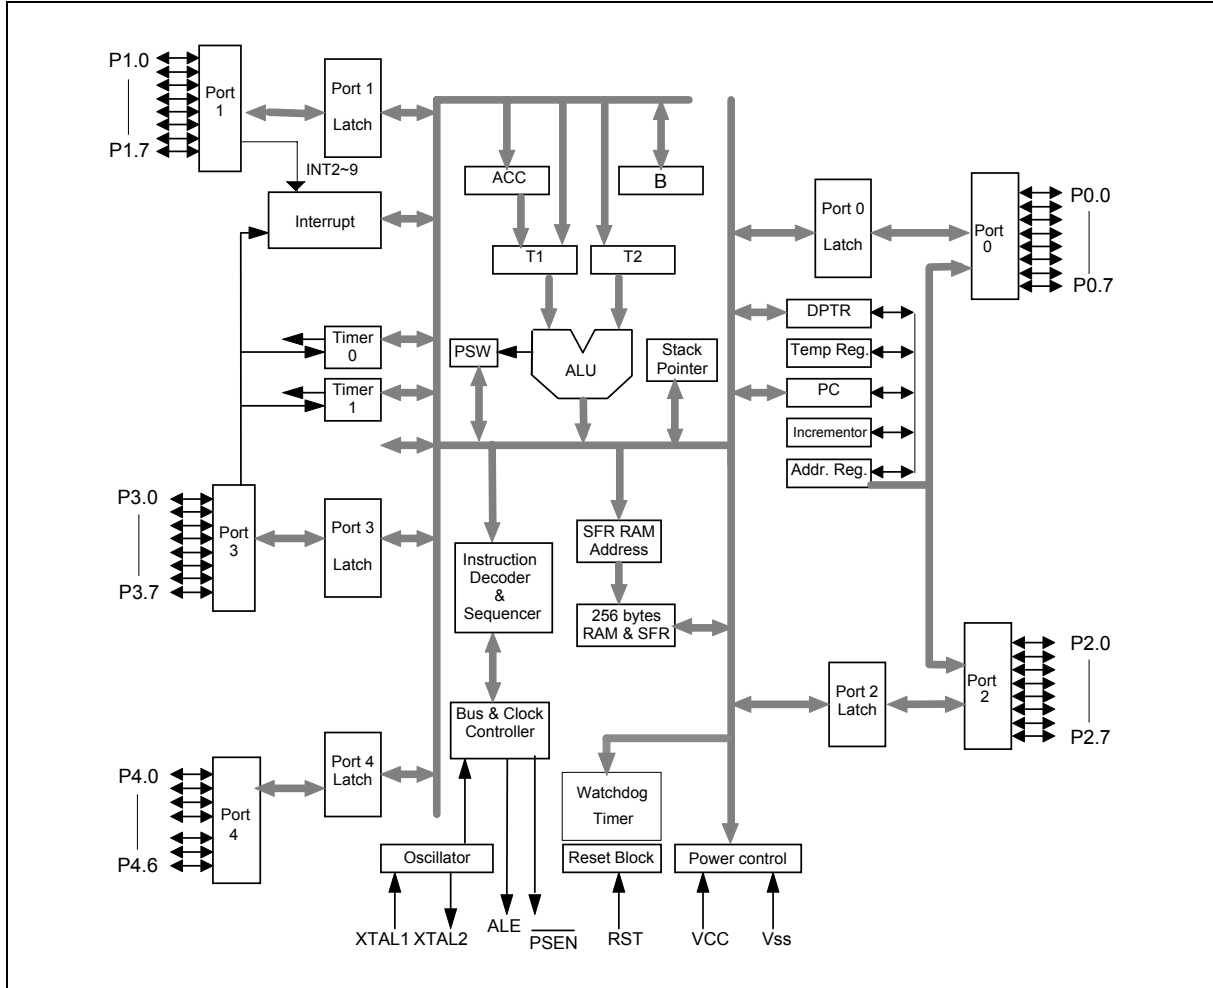 P1.0
P1.7
Port
1
Port 1
Latch
INT2~9
Interrupt
ACC
B
T1
T2
Port 0
Latch
Port
0
P0.0
P0.7
Timer
0
Timer
1
PSW
ALU
Stack
Pointer
DPTR
Temp Reg.
PC
Incrementor
Addr. Reg.
P3.0
P3.7
Port
3
Port 3
Latch
Instruction
Decoder
&
Sequencer
SFR RAM
Address
256 bytes
RAM & SFR
Port 2
Latch
Port
2
P2.0
P2.7
Bus & Clock
Controller
P4.0
P4.6
Port
4
Port 4
Latch
Watchdog
Timer
Oscillator
Reset Block
Power control
XTAL1
XTAL2
ALE
PSEN
RST
VCC
Vss